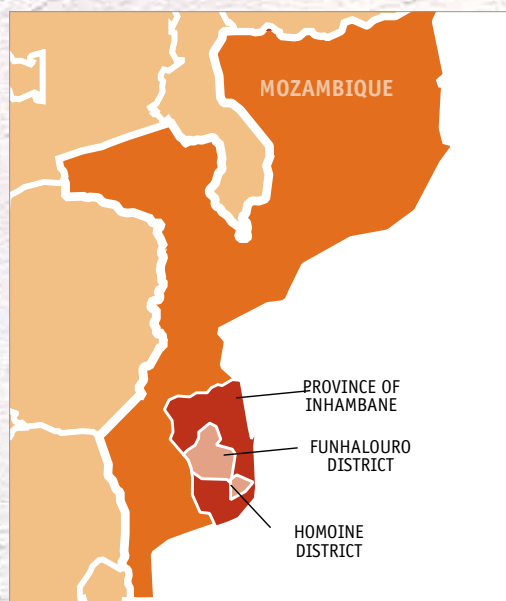 MOZAMBIQUE
PROVINCE OF
INHAMBANE
FUNHALOURO
DISTRICT
HOMOINE
DISTRICT